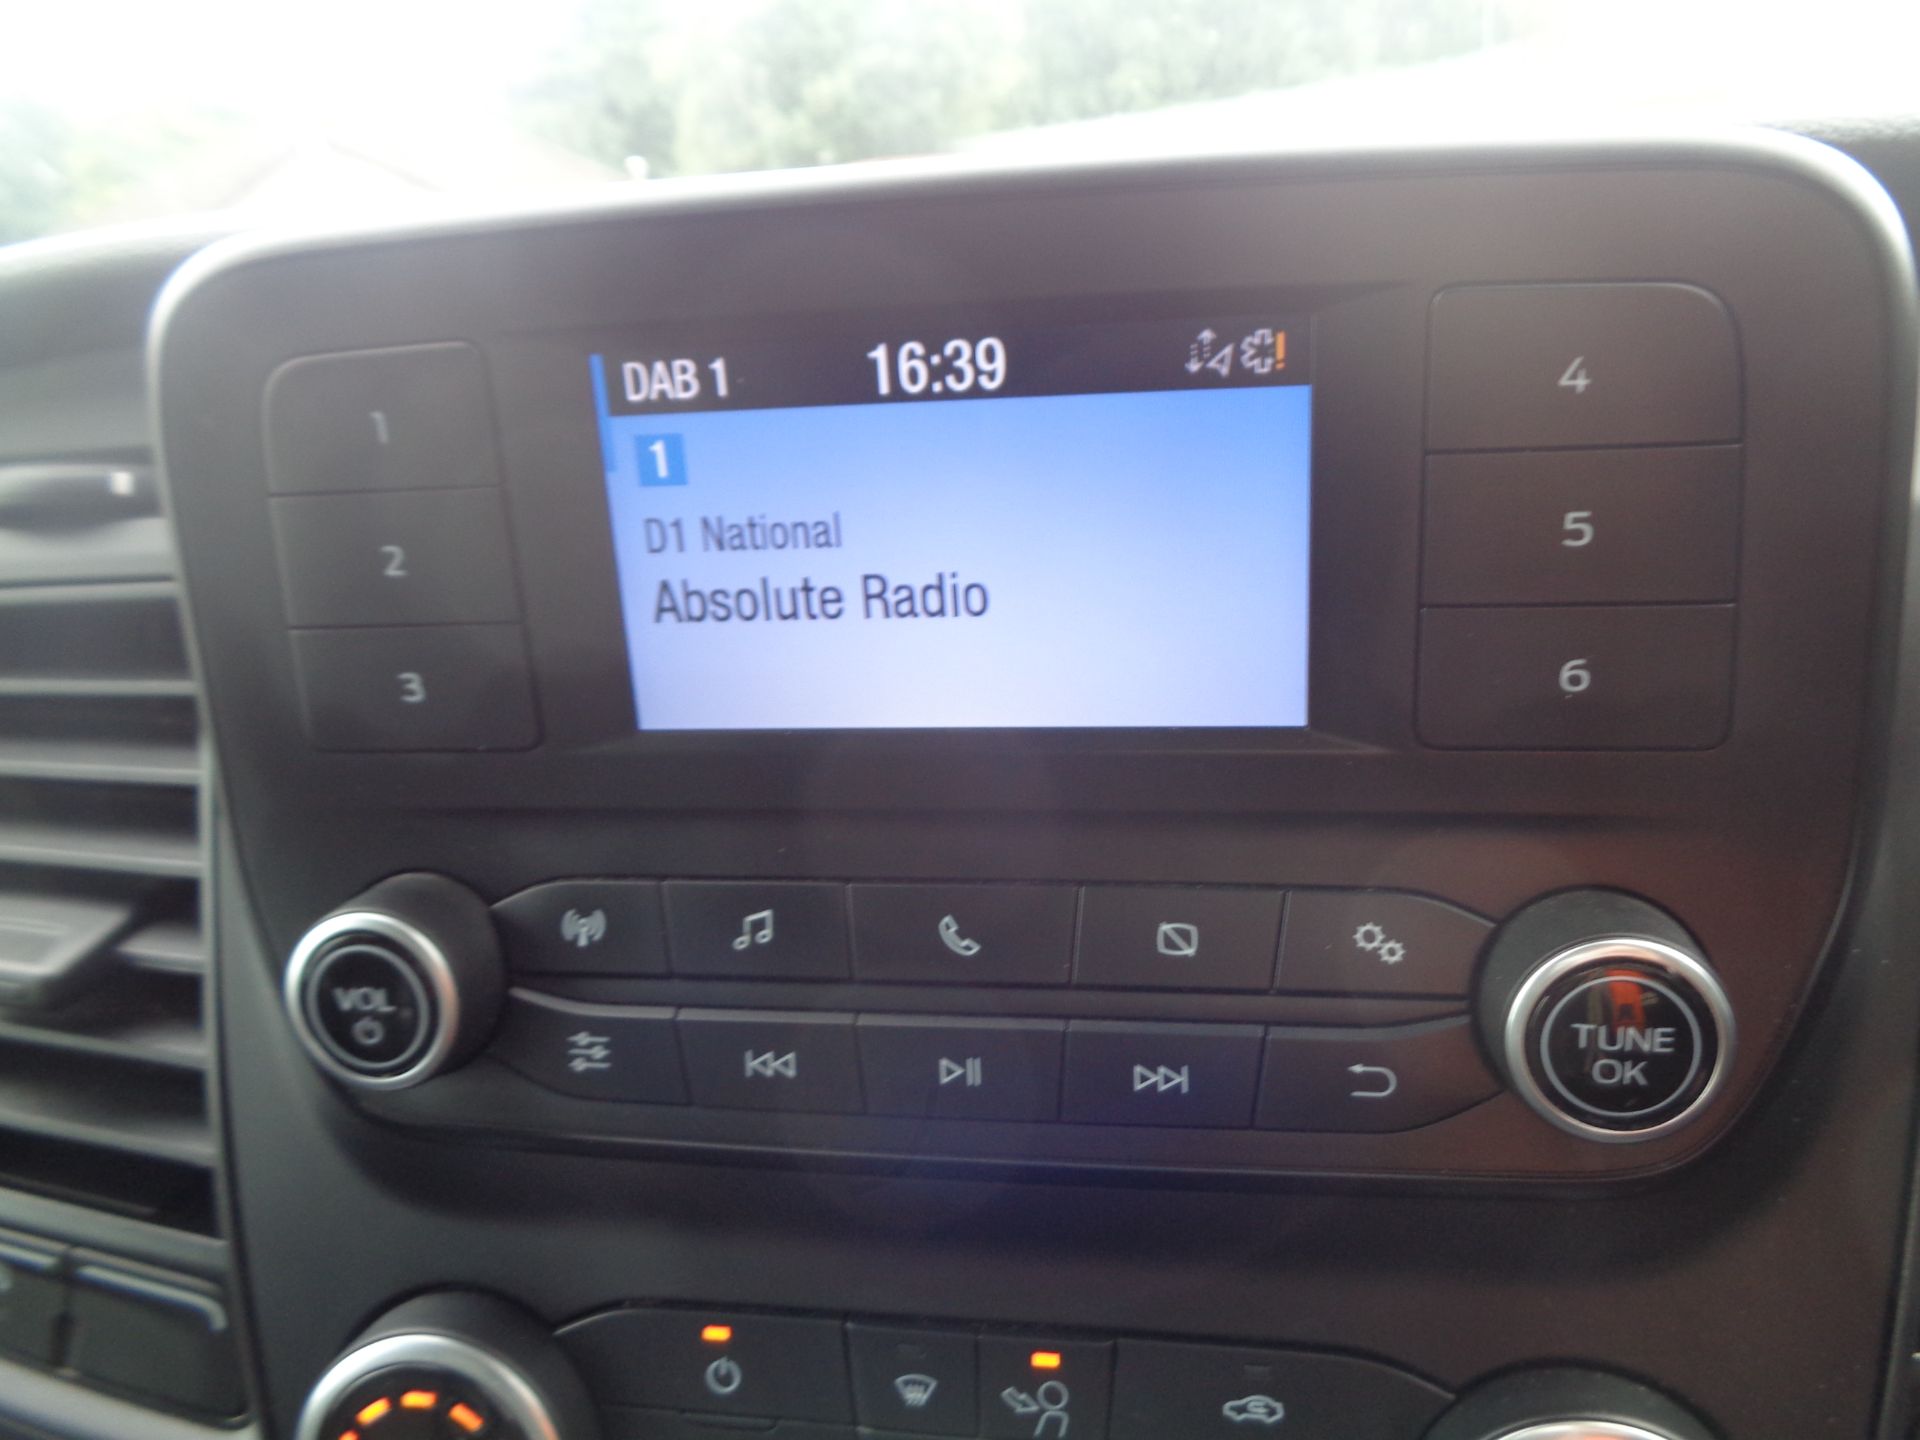 DAB 1 16:39
1
D1 National
Absolute Radio
1
2
3
4
5
6
VOL
TUNE
OK